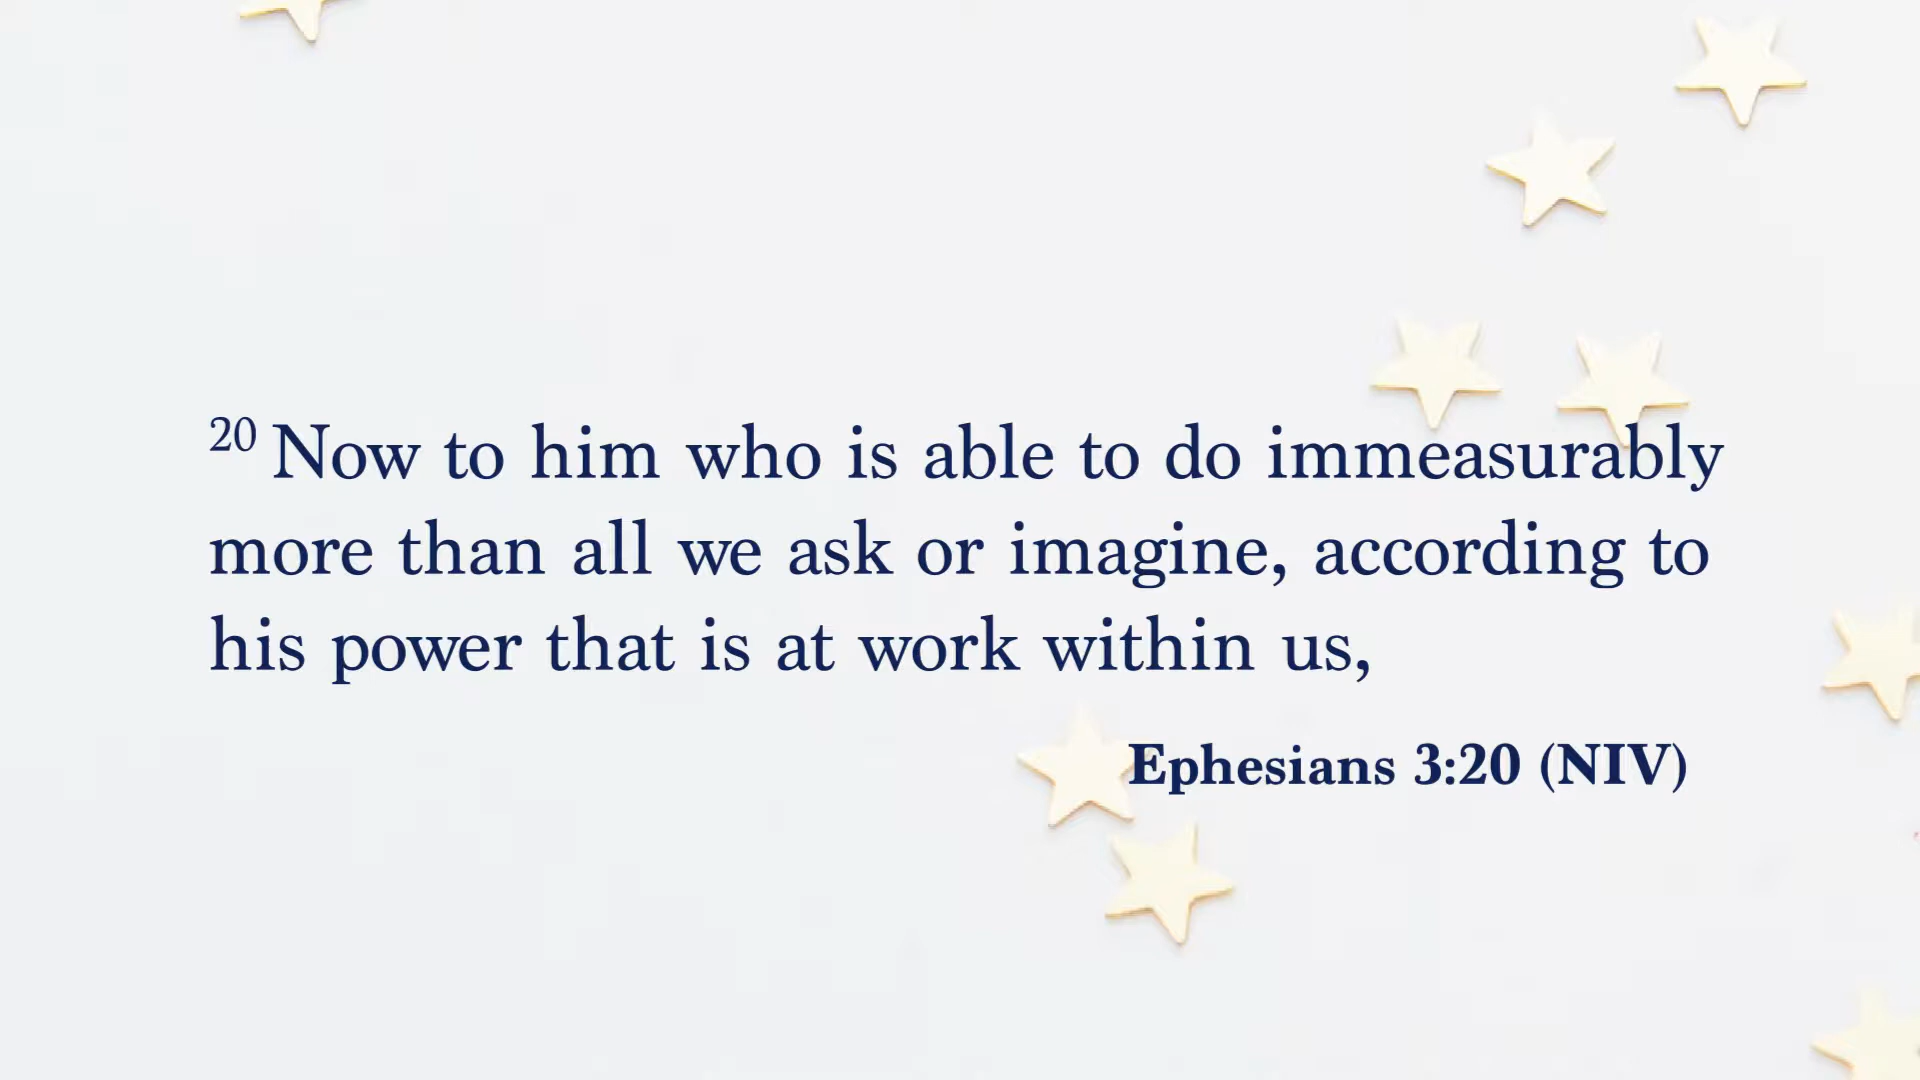 20 Now to him who is able to do immeasurably
more than all we ask or imagine, according to
his power that is at work within us,
Ephesians 3:20 (NIV)